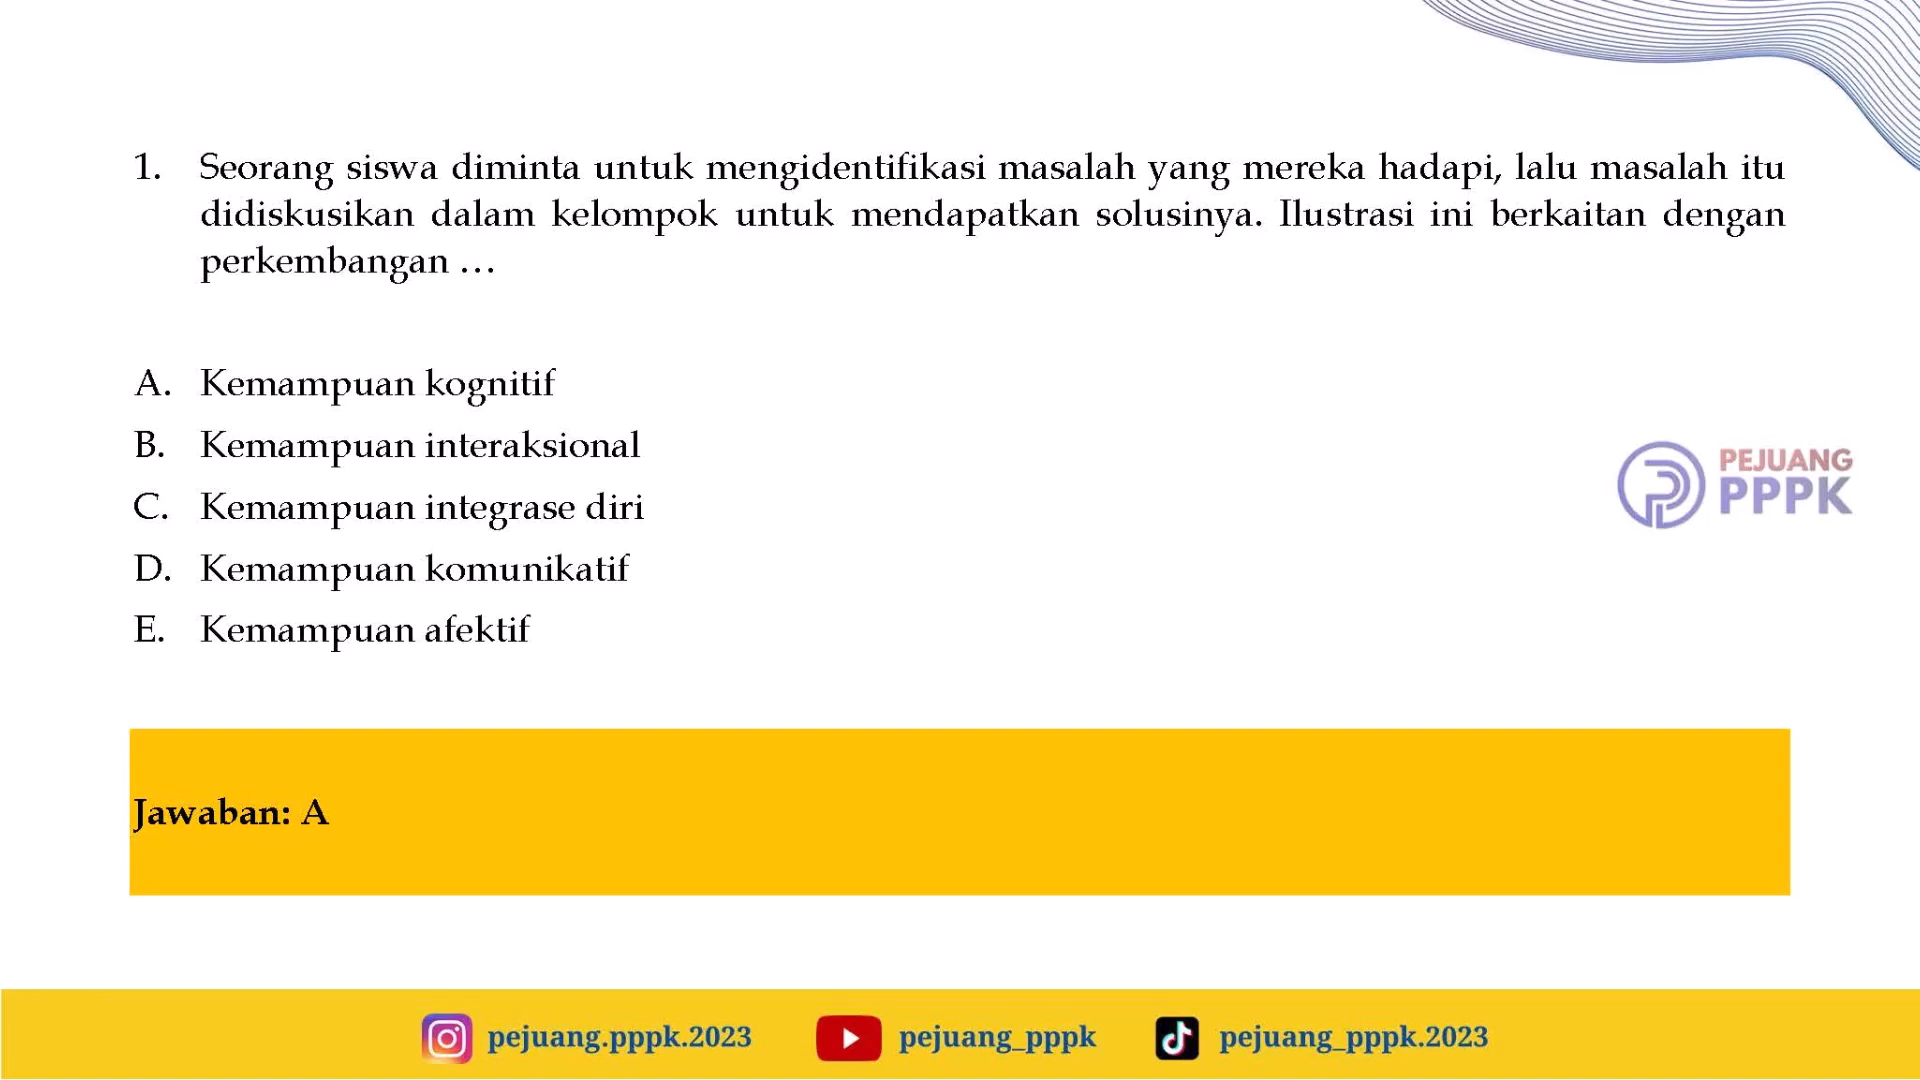 1. Seorang siswa diminta untuk mengidentifikasi masalah yang mereka hadapi, lalu masalah itu
didiskusikan dalam kelompok untuk mendapatkan solusinya. Ilustrasi ini berkaitan dengan
perkembangan …
A. Kemampuan kognitif
B. Kemampuan interaksional
C. Kemampuan integrase diri
D. Kemampuan komunikatif
E. Kemampuan afektif
PEJUANG
PPPK
Jawaban: A
pejuang.pppk.2023 pejuang_pppk pejuang_pppk.2023